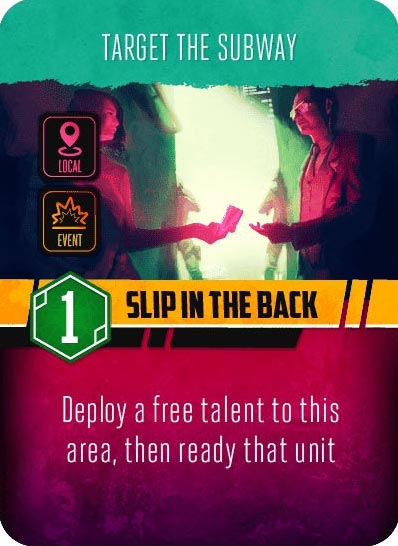 TARGET THE SUBWAY
LOCAL
EVENT
1 SLIP IN THE BACK
Deploy a free talent to this
area, then ready that unit